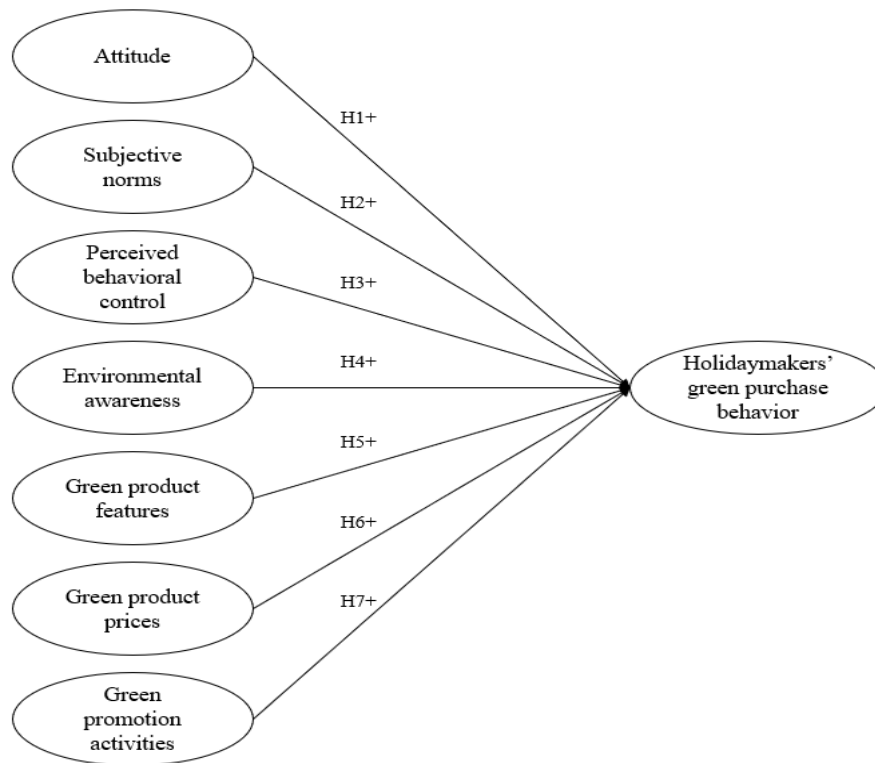 Attitude
H1+
Subjective
norms
H2+
Perceived
behavioral
control
H3+
Environmental
awareness
H4+
Holidaymakers’
green purchase
behavior
Green product
features
H5+
Green product
prices
H6+
Green
promotion
activities
H7+